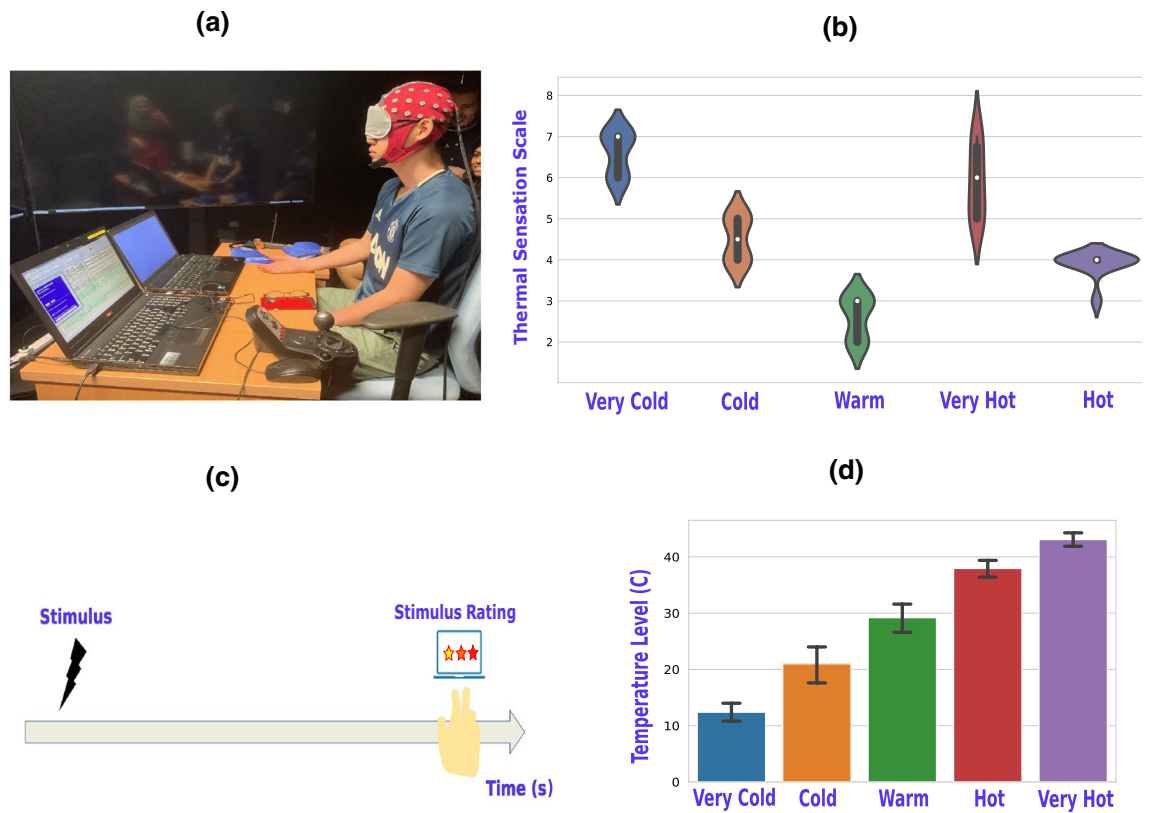 (a)
(b)
Thermal Sensation Scale
8
7
6
5
4
3
2
Very Cold
Cold
Warm
Very Hot
Hot
(c)
Stimulus
Stimulus Rating
Time (s)
(d)
Temperature Level (C)
40
30
20
10
0
Very Cold
Cold
Warm
Hot
Very Hot